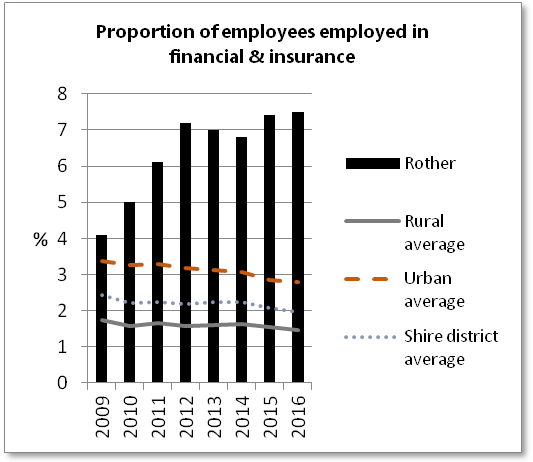 Proportion of employees employed in
financial & insurance
8
7
6
5
4
3
2
1
0
%
2009
2010
2011
2012
2013
2014
2015
2016
Rother
Rural
average
Urban
average
Shire district
average